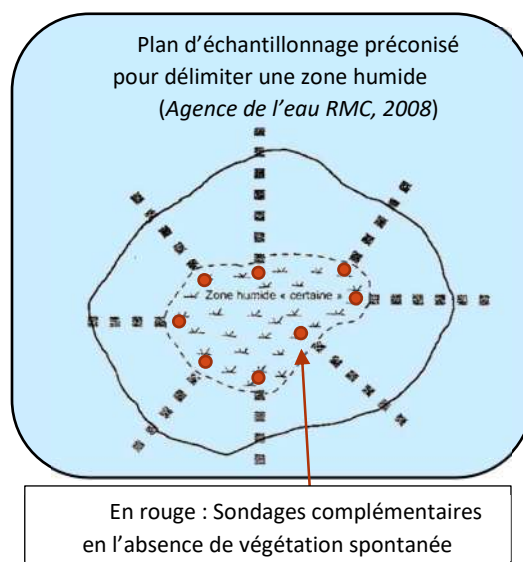 Plan d’échantillonnage préconisé
pour délimiter une zone humide
(Agence de l’eau RMC, 2008)
Zone humide « certaine »
En rouge : Sondages complémentaires
en l’absence de végétation spontanée